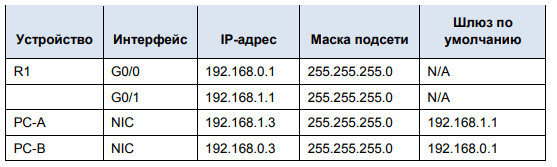 Устройство Интерфейс IP-адрес Маска подсети Шлюз по умолчанию
R1 G0/0 192.168.0.1 255.255.255.0 N/A
G0/1 192.168.1.1 255.255.255.0 N/A
PC-A NIC 192.168.1.3 255.255.255.0 192.168.1.1
PC-B NIC 192.168.0.3 255.255.255.0 192.168.0.1